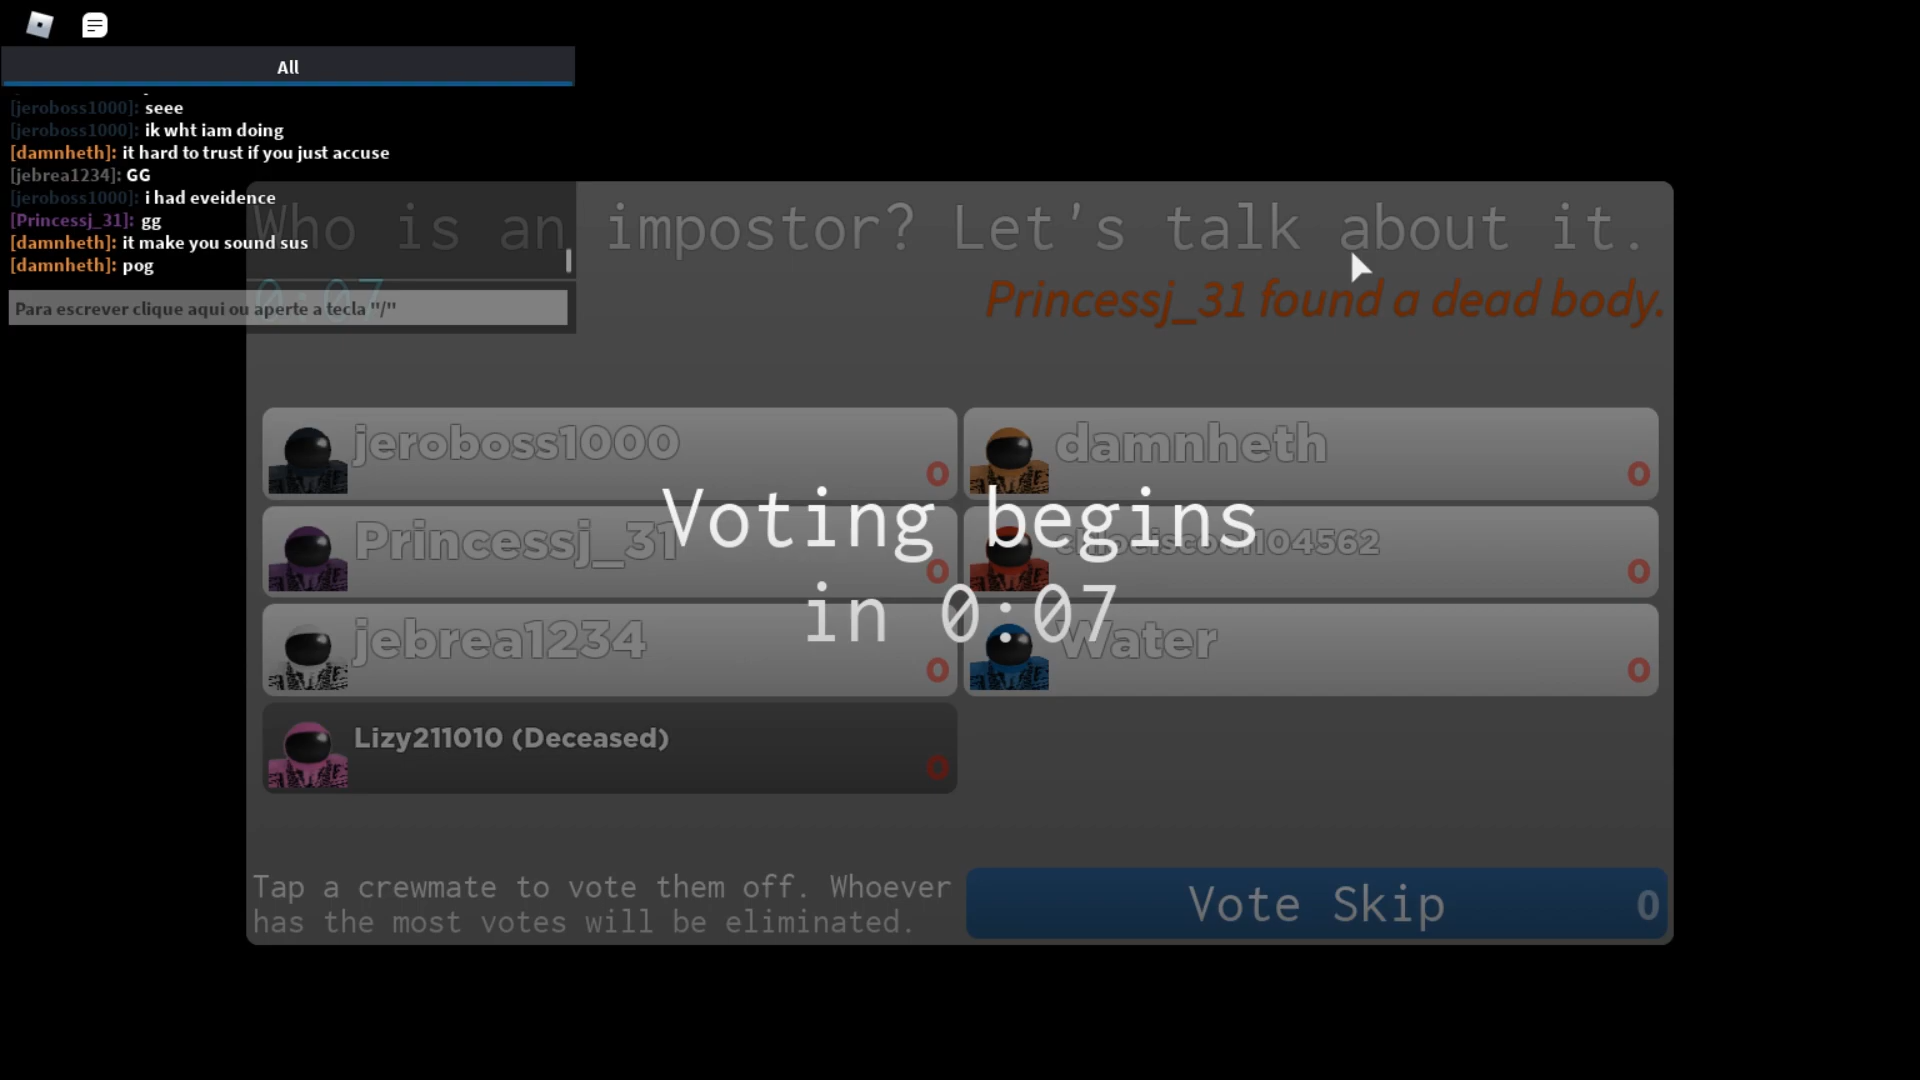 All
[jeroboss1000]: seee
[jeroboss1000]: ik wht iam doing
[damnheth]: it hard to trust if you just accuse
[jebrea1234]: GG
[jeroboss1000]: i had eveidence
[Princessj_31]: gg
[damnheth]: it make you sound sus
[damnheth]: pog
Para escrever clique aqui ou aperte a tecla "/"
Who is an impostor? Let's talk about it.
0:07
Princessj_31 found a dead body.
jeroboss1000
0
damnheth
0
Princessj_31
0
0
Voting begins
in 0:07
jebrea1234
0
Water
0
Lizy211010 (Deceased)
0
Tap a crewmate to vote them off. Whoever
has the most votes will be eliminated.
Vote Skip
0